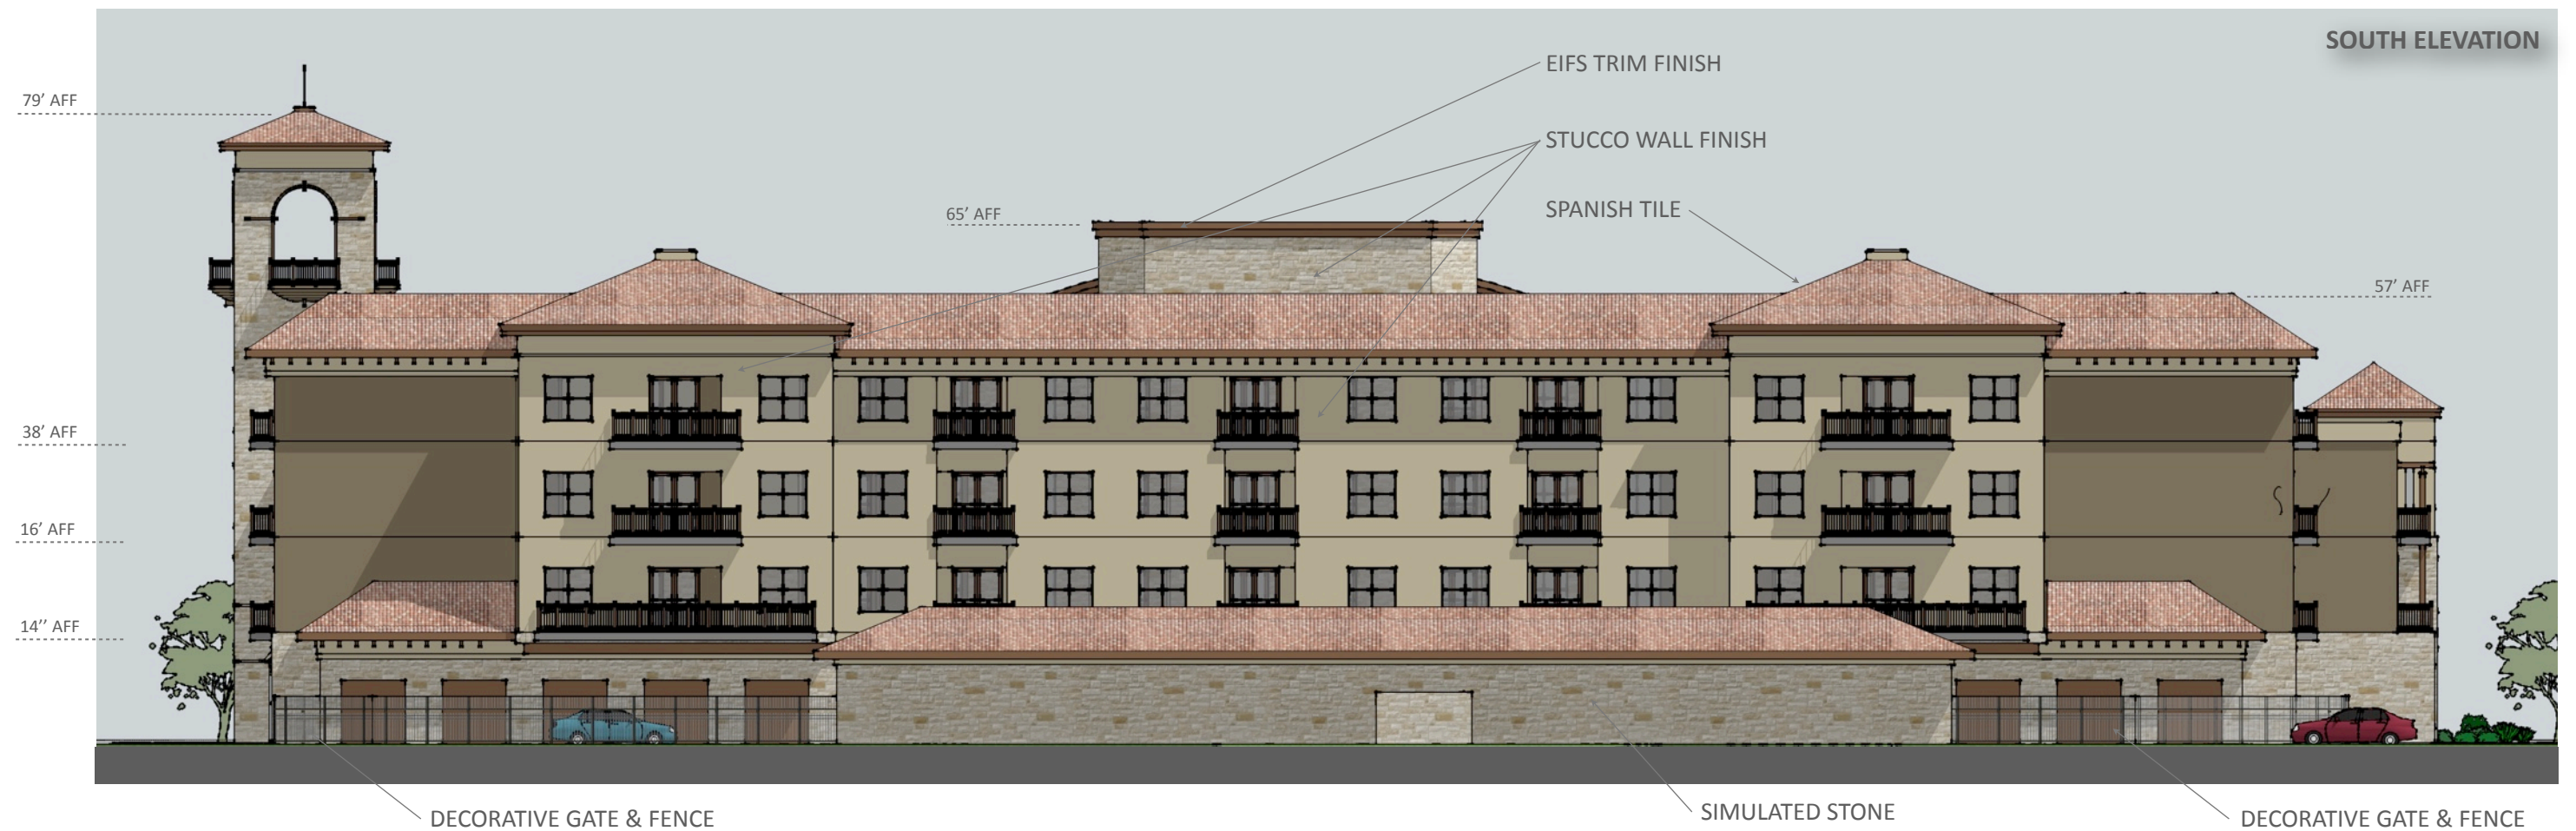 SOUTH ELEVATION
EIFS TRIM FINISH
79’ AFF
STUCCO WALL FINISH
SPANISH TILE
65’ AFF
57’ AFF
38’ AFF
16’ AFF
14’’ AFF
SIMULATED STONE
DECORATIVE GATE & FENCE
DECORATIVE GATE & FENCE